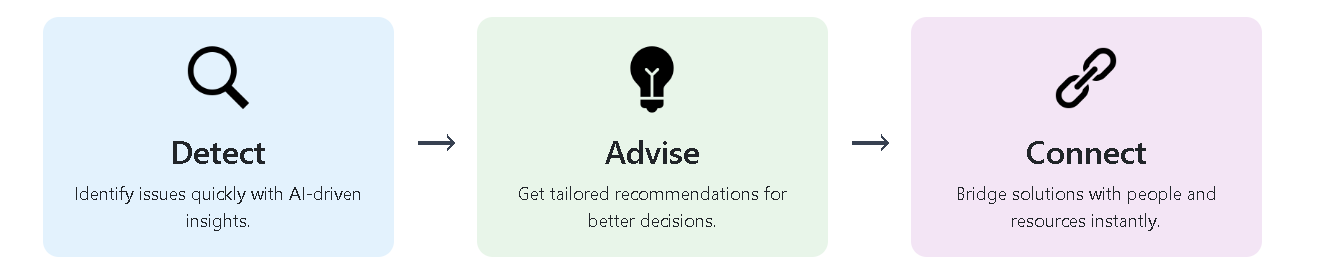 Detect
Identify issues quickly with AI-driven
insights.
Advise
Get tailored recommendations for
better decisions.
Connect
Bridge solutions with people and
resources instantly.